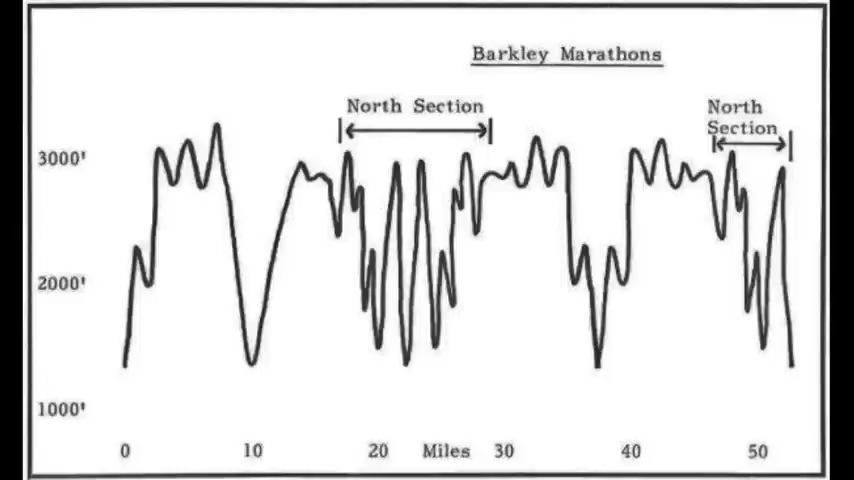 Barkley Marathons
North Section
North
Section
3000'
2000'
1000'
0 10 20 Miles 30 40 50